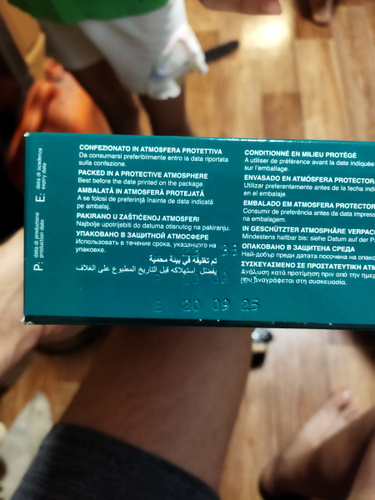 P. data di produzione
production date
E. data di scadenza
expiry date
CONFEZIONATO IN ATMOSFERA PROTETTIVA
Da consumarsi preferibilmente entro la data riportata
sulla confezione.
PACKED IN A PROTECTIVE ATMOSPHERE
Best before the date printed on the package.
AMBALATĂ IN ATMOSFERĂ PROTEJATĂ
A se folosi de preferință înainte de data indicată
pe ambalaj.
PAKIRANO U ZAŠTIĆENOJ ATMOSFERI
Najbolje upotrijebiti do datuma otisnutog na pakiranju.
УПАКОВАНО В ЗАЩИТНОЙ АТМОСФЕРЕ
Использовать в течение срока, указанного на
упаковке.
تم تغليفه في بيئة محمية
يفضل استهلاكه قبل التاريخ المطبوع على الغلاف
CONDITIONNÉ EN MILIEU PROTÉGÉ
A utiliser de préférence avant la date indiquée
sur l'emballage.
ENVASADO EN ATMÓSFERA PROTECTOR
Utilizar preferentemente antes de la fecha indi
en el embalaje.
EMBALADO EM ATMOSFERA PROTECTOR
Consumir de preferência antes da data impress
na embalagem.
IN GESCHÜTZTER ATMOSPHÄRE VERPAC
Mindestens haltbar bis: siehe Datum auf der Pa
ОПАКОВАНО В ЗАЩИТЕНА СРЕДА
Най-добър преди датата посочена на опаков
ΣΥΣΚΕΥΑΣΜΕΝΟ ΣΕ ΠΡΟΣΤΑΤΕΥΤΙΚΗ ΑΤΜ
Ανάλωση κατά προτίμηση πριν από την ημερ
που αναγράφεται στη συσκευασία.
20 09 25